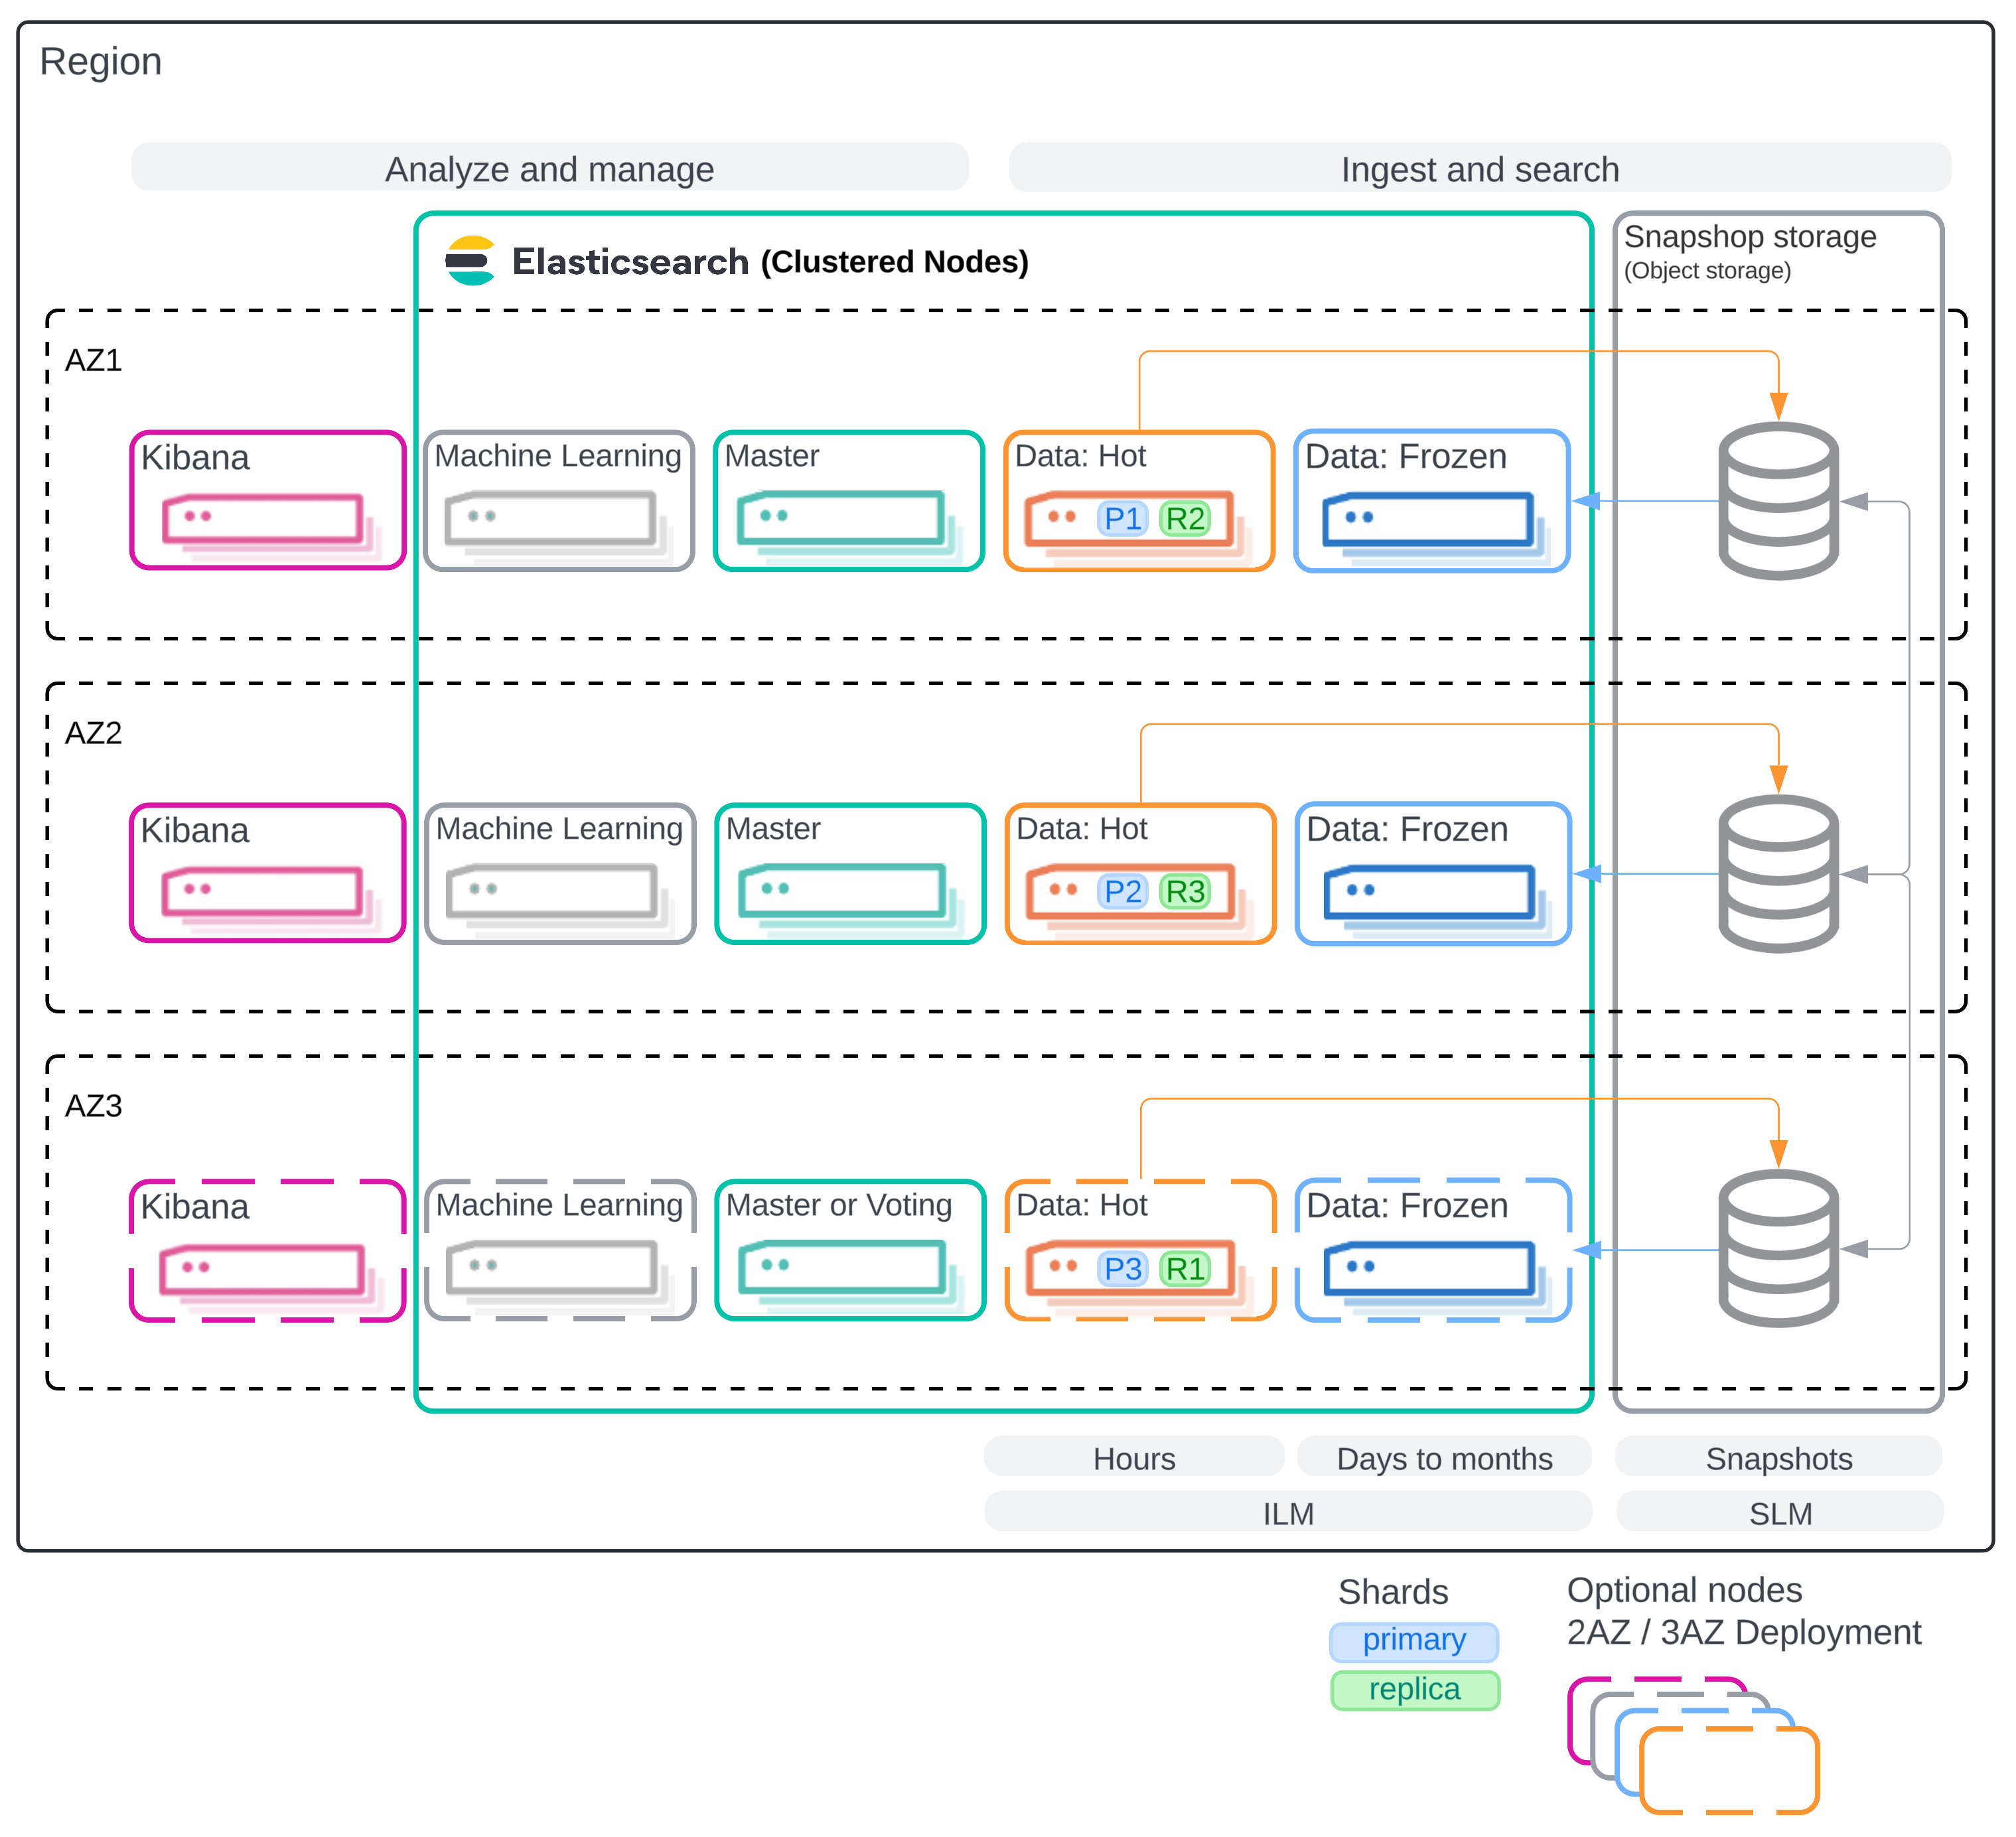 Region
Analyze and manage
Ingest and search
Elasticsearch (Clustered Nodes)
Snapshop storage
(Object storage)
AZ1
Kibana
Machine Learning
Master
Data: Hot
P1
R2
Data: Frozen
AZ2
Kibana
Machine Learning
Master
Data: Hot
P2
R3
Data: Frozen
AZ3
Kibana
Machine Learning
Master or Voting
Data: Hot
P3
R1
Data: Frozen
Hours
Days to months
Snapshots
ILM
SLM
Shards
primary
replica
Optional nodes
2AZ / 3AZ Deployment